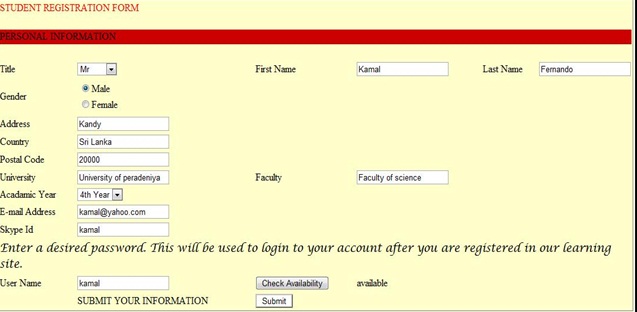 STUDENT REGISTRATION FORM
PERSONAL INFORMATION
Title Mr First Name Kamal Last Name Fernando
Gender Male
Female
Address Kandy
Country Sri Lanka
Postal Code 20000
University University of peradeniya Faculty Faculty of science
Acadamic Year 4th Year
E-mail Address kamal@yahoo.com
Skype Id kamal
Enter a desired password. This will be used to login to your account after you are registered in our learning
site.
User Name kamal Check Availability available
SUBMIT YOUR INFORMATION Submit